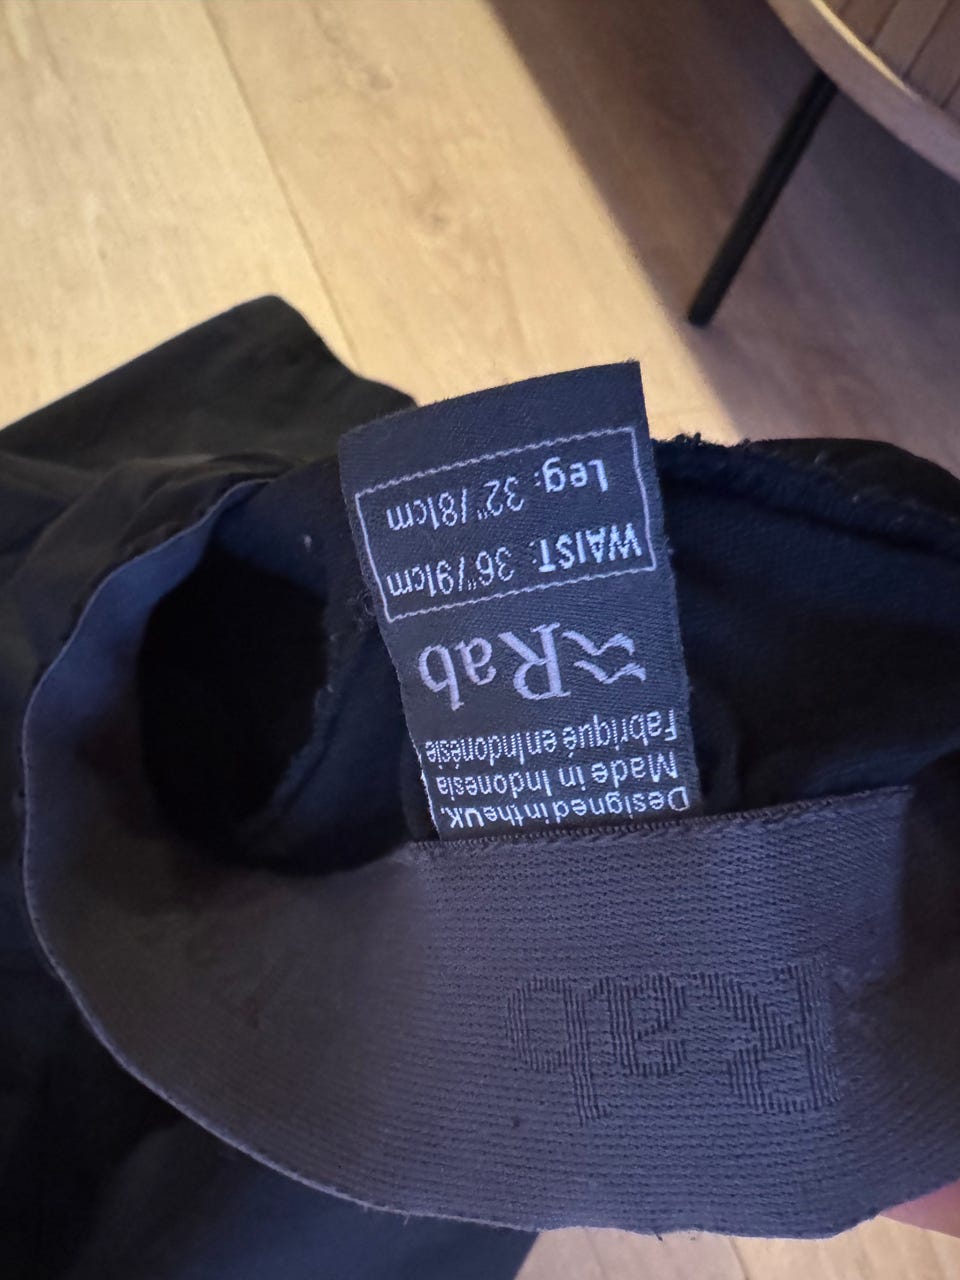 Designed in the UK.
Made in Indonesia
Fabriqué en Indonésie
Rab
WAIST: 36"/91cm
Leg: 32"/81cm
Rab